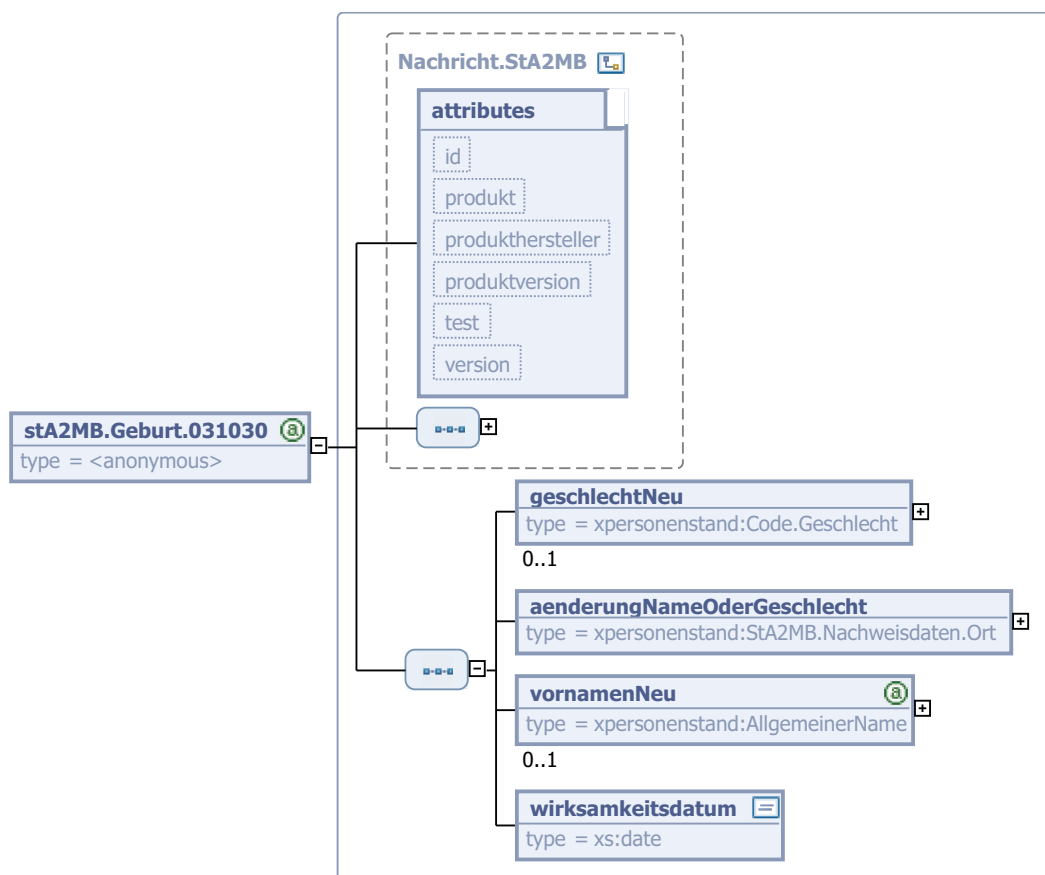 Nachricht.StA2MB
attributes
id
produkt
produkthersteller
produktversion
test
version
stA2MB.Geburt.031030
type = <anonymous>
geschlechtNeu
type = xpersonenstand:Code.Geschlecht
0..1
aenderungNameOderGeschlecht
type = xpersonenstand:StA2MB.Nachweisdaten.Ort
vornamenNeu
type = xpersonenstand:AllgemeinerName
0..1
wirksamkeitsdatum
type = xs:date